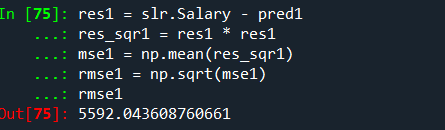 In [75]: res1 = slr.Salary - pred1
...: res_sqr1 = res1 * res1
...: mse1 = np.mean(res_sqr1)
...: rmse1 = np.sqrt(mse1)
...: rmse1
Out[75]: 5592.043608760661